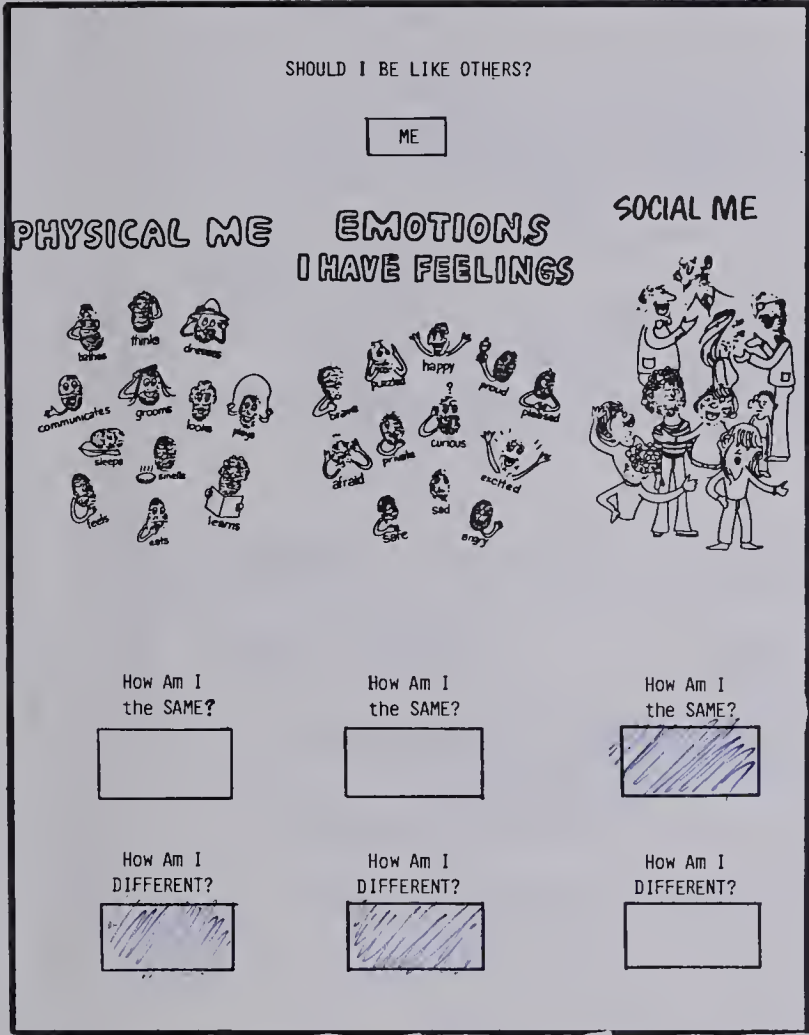 SHOULD I BE LIKE OTHERS?
ME
PHYSICAL ME
bathes
thinks
dresses
communicates
grooms
looks
plays
sleeps
smells
feels
eats
learns
EMOTIONS
I HAVE FEELINGS
brave
puzzled
happy
proud
pleased
?
curious
private
afraid
excited
sad
safe
angry
SOCIAL ME
How Am I
the SAME?
How Am I
the SAME?
How Am I
the SAME?
How Am I
DIFFERENT?
How Am I
DIFFERENT?
How Am I
DIFFERENT?